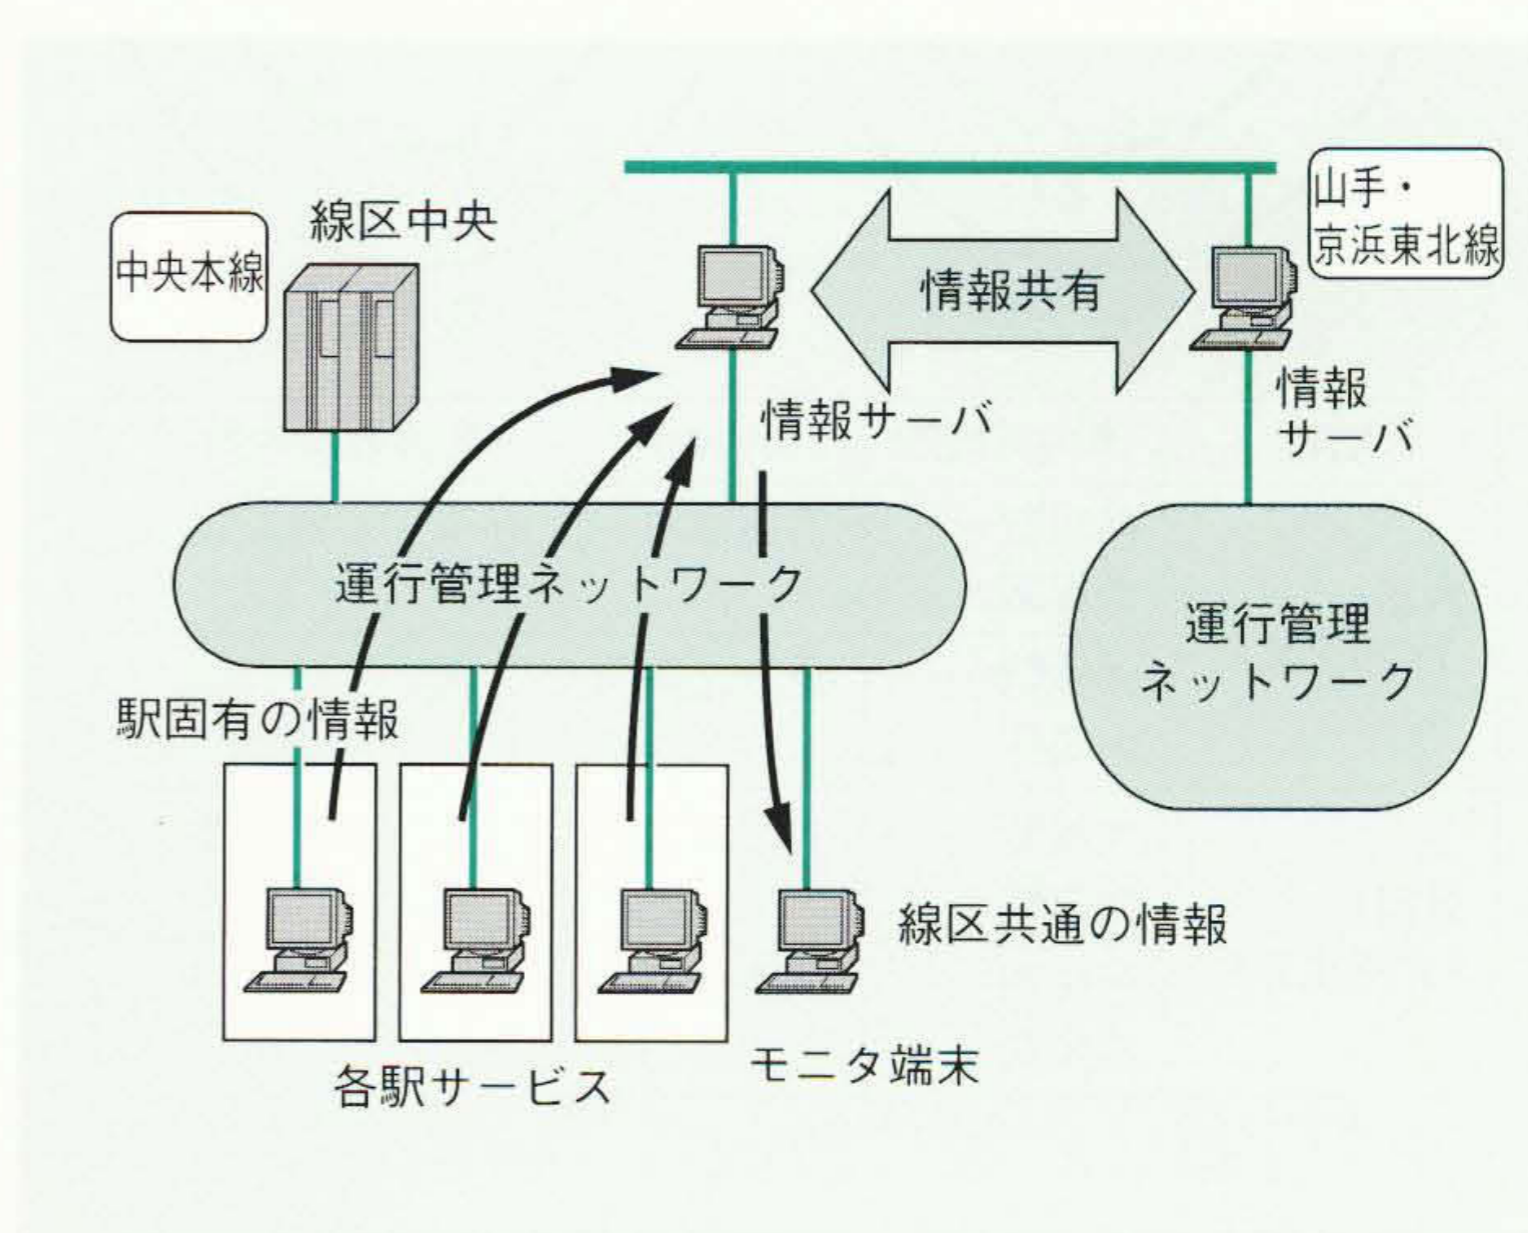 山手・
京浜東北線
線区中央
中央本線
情報共有
情報サーバ
情報
サーバ
運行管理ネットワーク
運行管理
ネットワーク
駅固有の情報
線区共通の情報
モニタ端末
各駅サービス